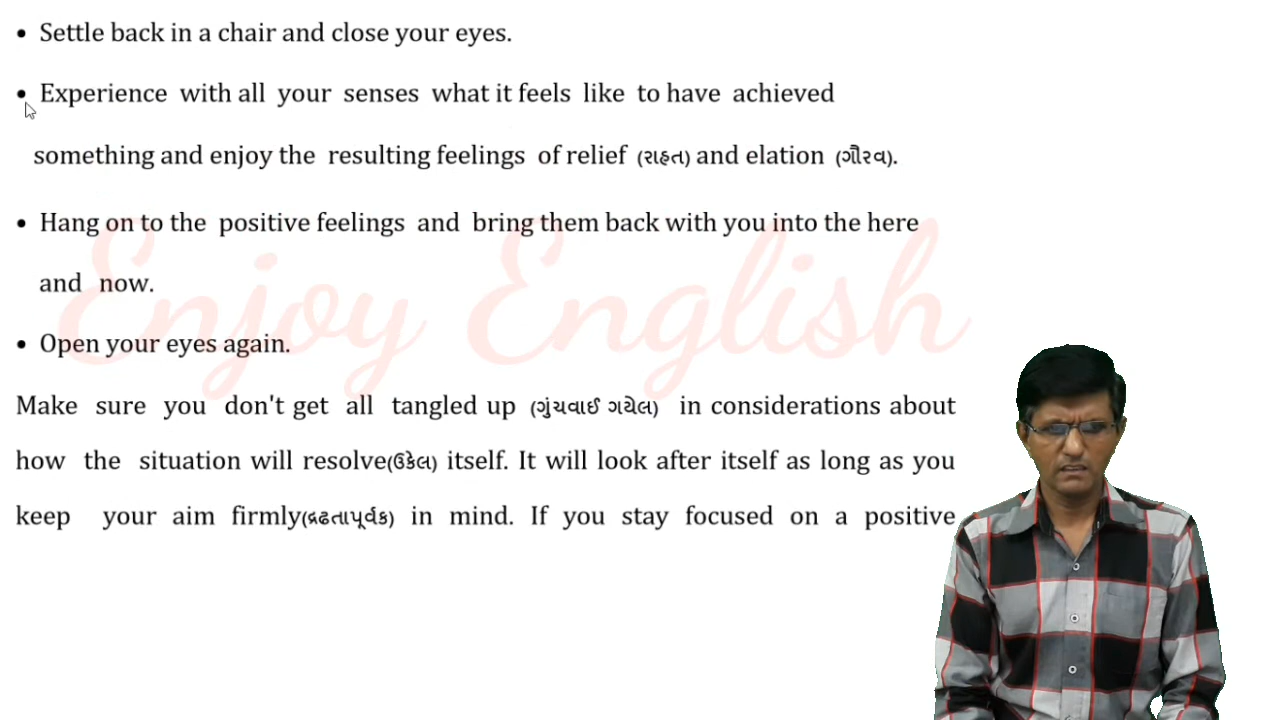 • Settle back in a chair and close your eyes.
• Experience with all your senses what it feels like to have achieved
something and enjoy the resulting feelings of relief (રાહત) and elation (ગૌરવ).
• Hang on to the positive feelings and bring them back with you into the here
and now.
Enjoy English
• Open your eyes again.
Make sure you don't get all tangled up (ગુંચવાઈ ગયેલ) in considerations about
how the situation will resolve(ઉકેલ) itself. It will look after itself as long as you
keep your aim firmly(દ્રઢતાપૂર્વક) in mind. If you stay focused on a positive